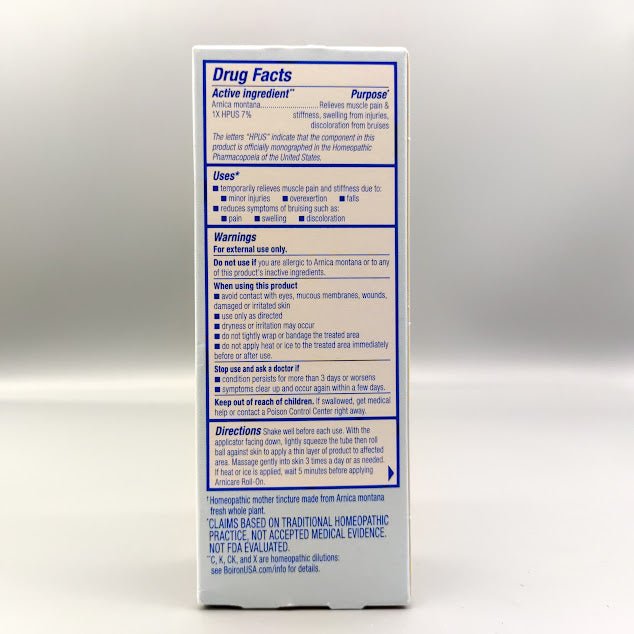 Drug Facts
Active ingredient** Purpose*
Arnica montana............................Relieves muscle pain &
1X HPUS 7% stiffness, swelling from injuries,
discoloration from bruises
The letters "HPUS" indicate that the component in this
product is officially monographed in the Homeopathic
Pharmacopoeia of the United States.
Uses*
■ temporarily relieves muscle pain and stiffness due to:
■ minor injuries ■ overexertion ■ falls
■ reduces symptoms of bruising such as:
■ pain ■ swelling ■ discoloration
Warnings
For external use only.
Do not use if you are allergic to Arnica montana or to any
of this product's inactive ingredients.
When using this product
■ avoid contact with eyes, mucous membranes, wounds,
damaged or irritated skin
■ use only as directed
■ dryness or irritation may occur
■ do not tightly wrap or bandage the treated area
■ do not apply heat or ice to the treated area immediately
before or after use.
Stop use and ask a doctor if
■ condition persists for more than 3 days or worsens
■ symptoms clear up and occur again within a few days.
Keep out of reach of children. If swallowed, get medical
help or contact a Poison Control Center right away.
Directions Shake well before each use. With the
applicator facing down, lightly squeeze the tube then roll
ball against skin to apply a thin layer of product to affected
area. Massage gently into skin 3 times a day or as needed.
If heat or ice is applied, wait 5 minutes before applying
Arnicare Roll-On.
†Homeopathic mother tincture made from Arnica montana
fresh whole plant.
*CLAIMS BASED ON TRADITIONAL HOMEOPATHIC
PRACTICE, NOT ACCEPTED MEDICAL EVIDENCE.
NOT FDA EVALUATED.
**C, K, CK, and X are homeopathic dilutions:
see BoironUSA.com/info for details.